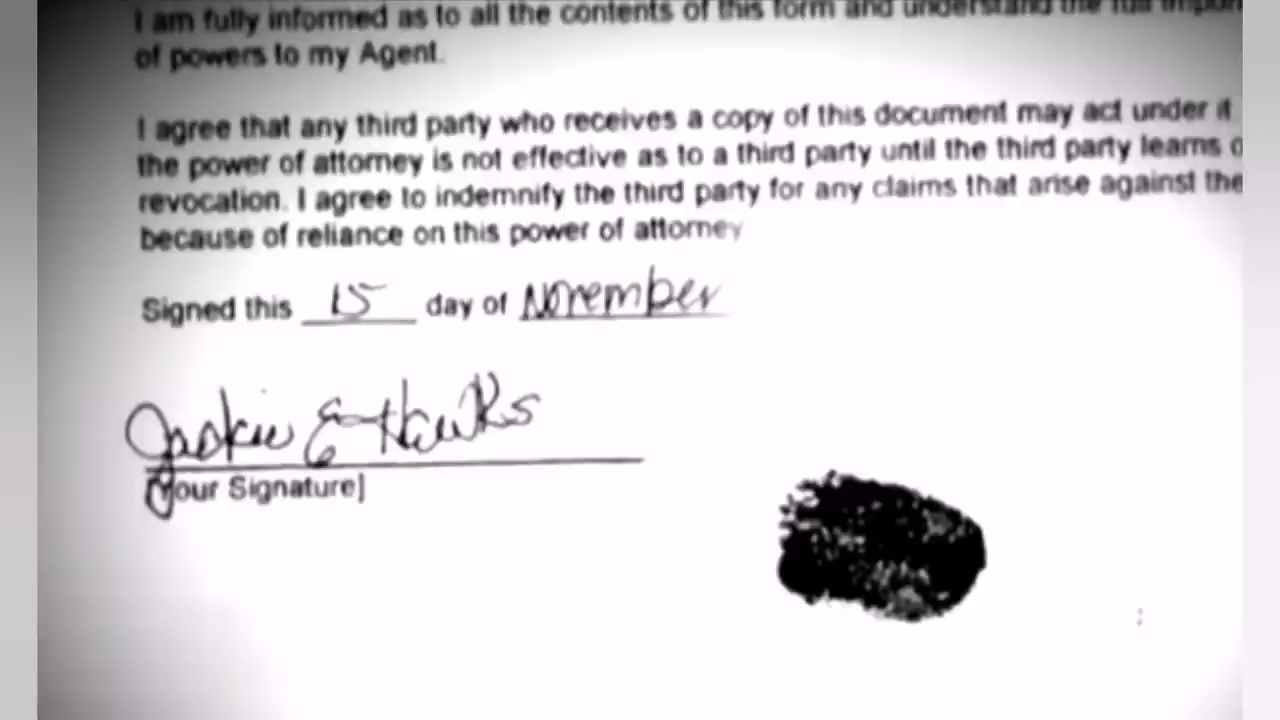 I am fully informed as to all the contents of this form and understand the full
of powers to my Agent.
I agree that any third party who receives a copy of this document may act under it
the power of attorney is not effective as to a third party until the third party learns
revocation. I agree to indemnify the third party for any claims that arise against the
because of reliance on this power of attorney
Signed this 15 day of November
Jackie E Hawks
[Your Signature]